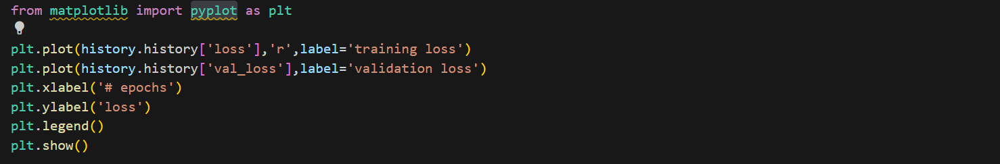 from matplotlib import pyplot as plt
plt.plot(history.history['loss'],'r',label='training loss')
plt.plot(history.history['val_loss'],label='validation loss')
plt.xlabel('# epochs')
plt.ylabel('loss')
plt.legend()
plt.show()